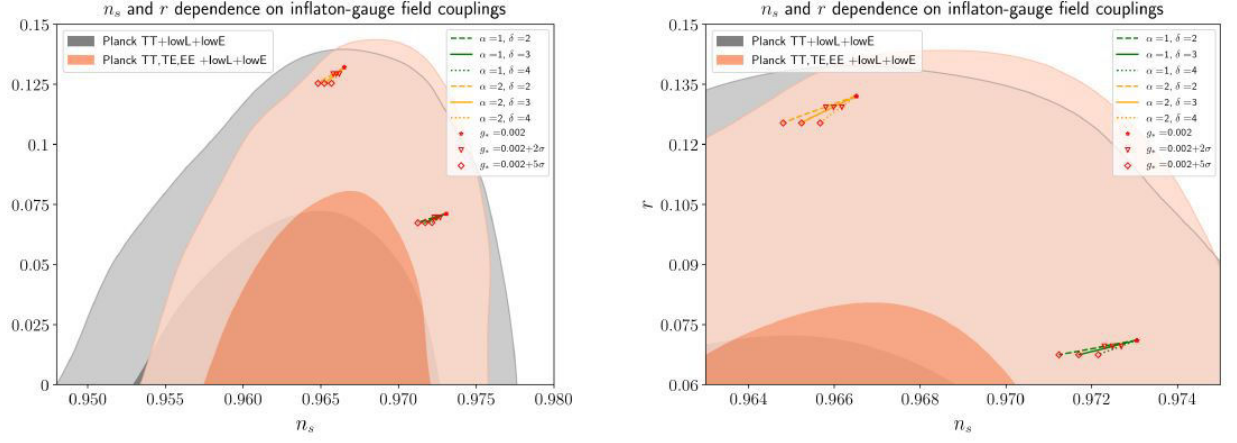 n_s and r dependence on inflaton-gauge field couplings
Planck TT+lowL+lowE
Planck TT,TE,EE +lowL+lowE
α=1, δ=2
α=1, δ=3
α=1, δ=4
α=2, δ=2
α=2, δ=3
α=2, δ=4
g_* =0.002
g_* =0.002+2σ
g_* =0.002+5σ
0.15
0.125
0.1
0.075
0.05
0.025
0
0.950 0.955 0.960 0.965 0.970 0.975 0.980
n_s
n_s and r dependence on inflaton-gauge field couplings
Planck TT+lowL+lowE
Planck TT,TE,EE +lowL+lowE
α=1, δ=2
α=1, δ=3
α=1, δ=4
α=2, δ=2
α=2, δ=3
α=2, δ=4
g_* =0.002
g_* =0.002+2σ
g_* =0.002+5σ
0.15
0.135
0.12
0.105
0.09
0.075
0.06
r
0.964 0.966 0.968 0.970 0.972 0.974
n_s